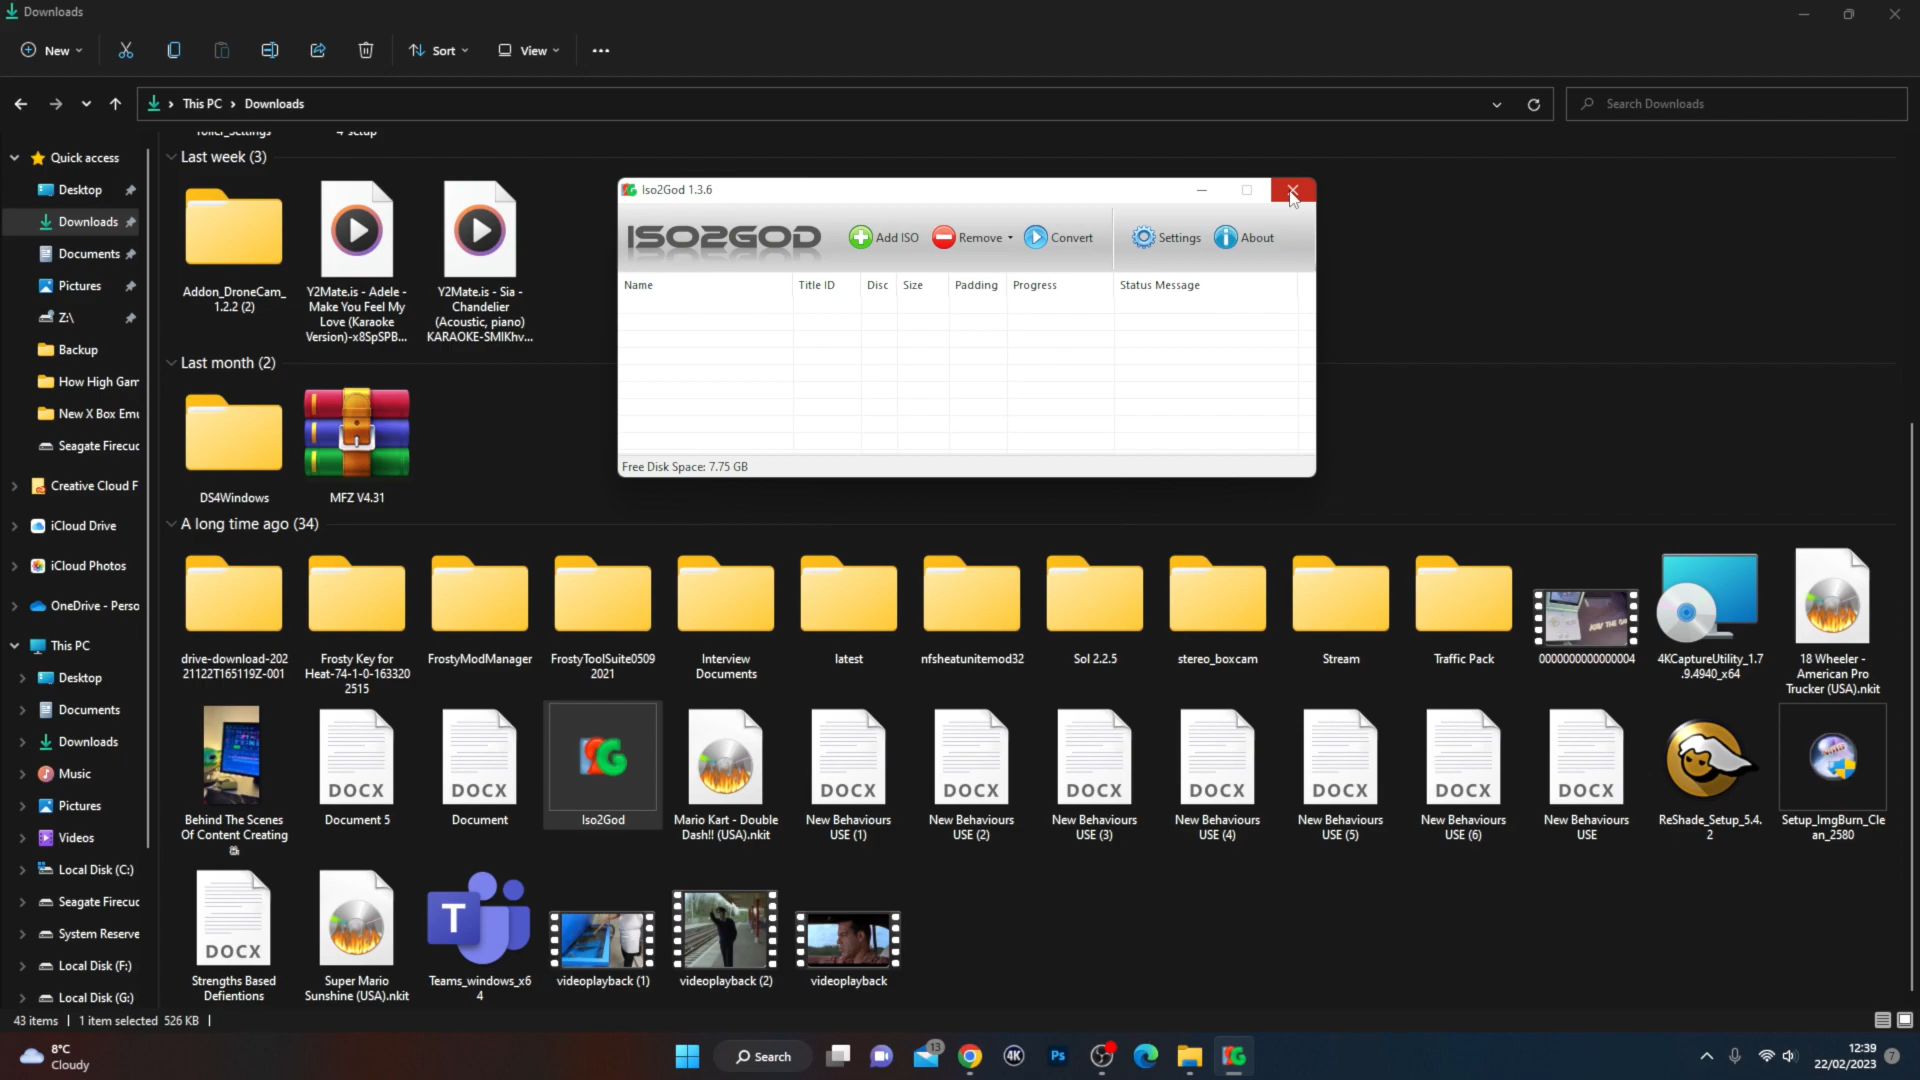 Downloads
New
Sort
View
This PC
Downloads
Search Downloads
Quick access
Desktop
Downloads
Documents
Pictures
Z:\
Backup
How High Gam
New X Box Emu
Seagate Firecuc
Creative Cloud F
iCloud Drive
iCloud Photos
OneDrive - Perso
This PC
Desktop
Documents
Downloads
Music
Pictures
Videos
Local Disk (C:)
Seagate Firecuc
System Reserve
Local Disk (F:)
Local Disk (G:)
Last week (3)
Addon_DroneCam_
1.2.2 (2)
Y2Mate.is - Adele -
Make You Feel My
Love (Karaoke
Version)-x8SpSPB...
Y2Mate.is - Sia -
Chandelier
(Acoustic, piano)
KARAOKE-SMIKhv...
Iso2God 1.3.6
ISO2GOD
Add ISO
Remove
Convert
Settings
About
Name
Title ID
Disc
Size
Padding
Progress
Status Message
Free Disk Space: 7.75 GB
Last month (2)
DS4Windows
MFZ V4.31
A long time ago (34)
drive-download-202
21122T165119Z-001
Frosty Key for
Heat-74-1-0-163320
2515
FrostyModManager
FrostyToolSuite0509
2021
Interview
Documents
latest
nfsheatunitemod32
Sol 2.2.5
stereo_boxcam
Stream
Traffic Pack
0000000000000004
4KCaptureUtility_1.7
.9.4940_x64
18 Wheeler -
American Pro
Trucker (USA).nkit
Behind The Scenes
Of Content Creating
DOCX
Document 5
DOCX
Document
Iso2God
Mario Kart - Double
Dash!! (USA).nkit
DOCX
New Behaviours
USE (1)
DOCX
New Behaviours
USE (2)
DOCX
New Behaviours
USE (3)
DOCX
New Behaviours
USE (4)
DOCX
New Behaviours
USE (5)
DOCX
New Behaviours
USE (6)
DOCX
New Behaviours
USE
ReShade_Setup_5.4.
2
Setup_ImgBurn_Cle
an_2580
DOCX
Strengths Based
Defientions
Super Mario
Sunshine (USA).nkit
T
Teams_windows_x6
4
videoplayback (1)
videoplayback (2)
videoplayback
43 items
1 item selected 526 KB
8°C
Cloudy
Search
13
4K
Ps
12:39
22/02/2023
7